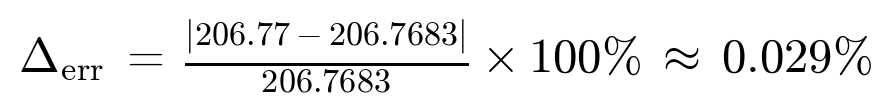 Δ_err = |206.77 − 206.7683| / 206.7683 × 100% ≈ 0.029%